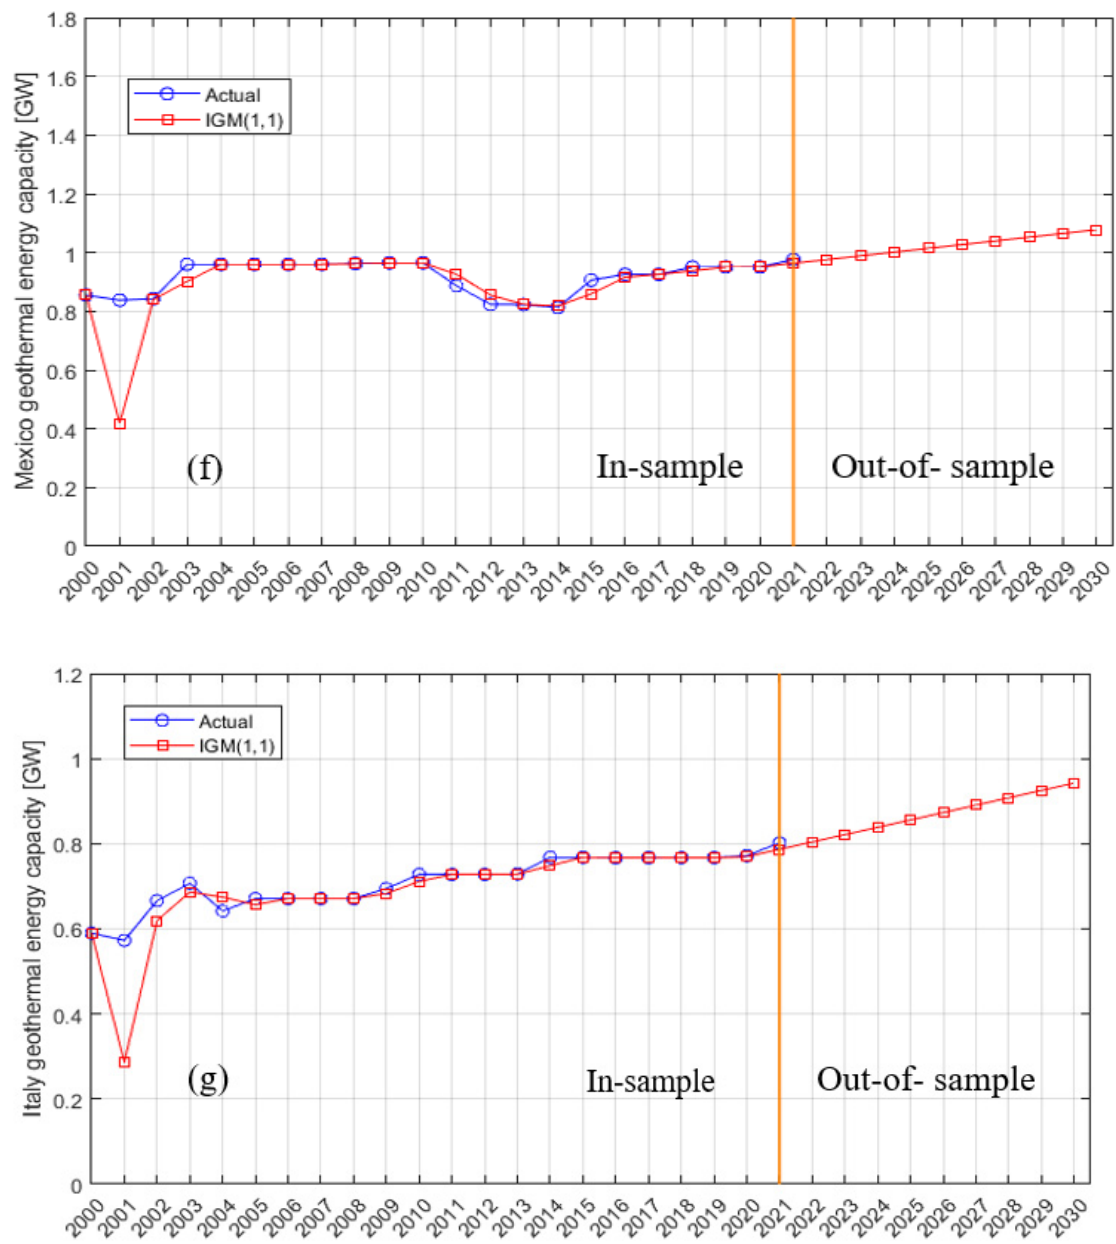 Mexico geothermal energy capacity [GW]
1.8
1.6
1.4
1.2
1
0.8
0.6
0.4
0.2
0
Actual
IGM(1,1)
(f)
In-sample
Out-of- sample
2000 2001 2002 2003 2004 2005 2006 2007 2008 2009 2010 2011 2012 2013 2014 2015 2016 2017 2018 2019 2020 2021 2022 2023 2024 2025 2026 2027 2028 2029 2030
Italy geothermal energy capacity [GW]
1.2
1
0.8
0.6
0.4
0.2
0
Actual
IGM(1,1)
(g)
In-sample
Out-of- sample
2000 2001 2002 2003 2004 2005 2006 2007 2008 2009 2010 2011 2012 2013 2014 2015 2016 2017 2018 2019 2020 2021 2022 2023 2024 2025 2026 2027 2028 2029 2030